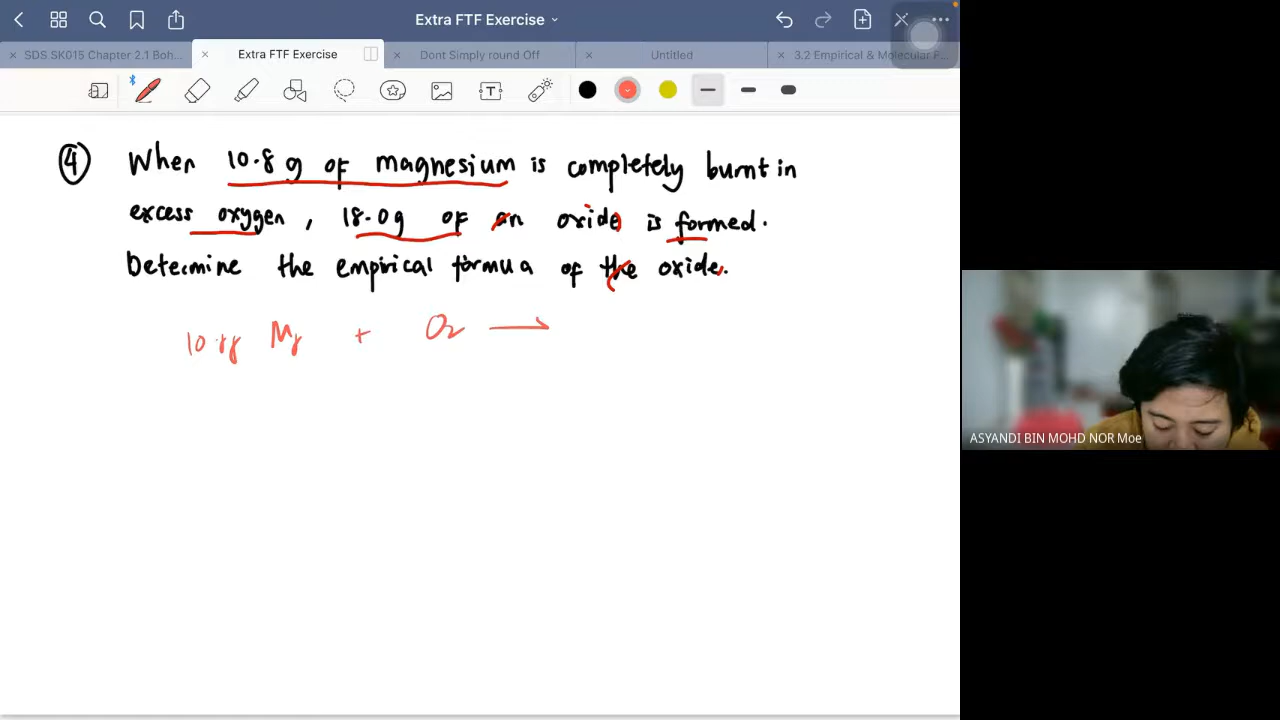 Extra FTF Exercise
SDS SK015 Chapter 2.1 Boh...
Extra FTF Exercise
Dont Simply round Off
Untitled
3.2 Empirical & Molecular F...
④ When 10.8 g of magnesium is completely burnt in
excess oxygen, 18.0g of an oxide is formed.
Determine the empirical formua of the oxide.
10.8g Mg + O2 →
ASYANDI BIN MOHD NOR Moe